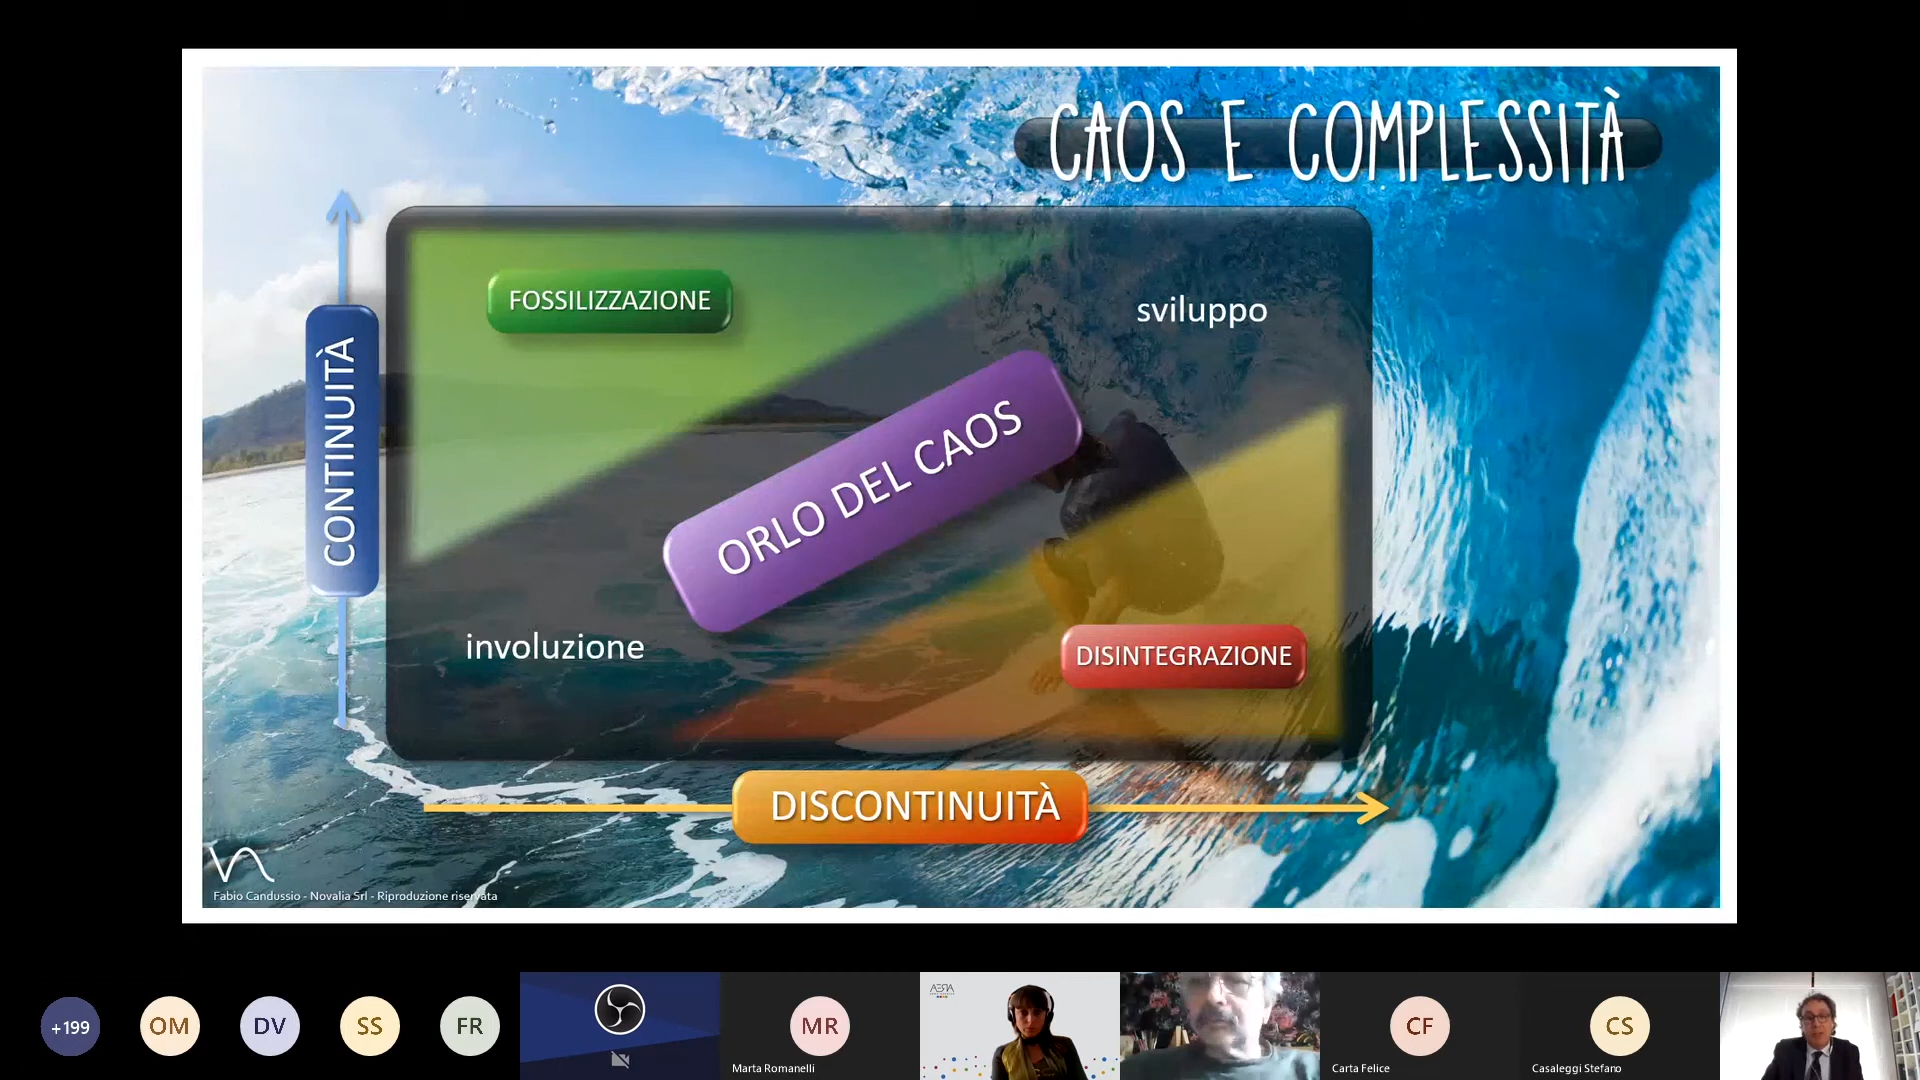 CAOS E COMPLESSITÀ
FOSSILIZZAZIONE
sviluppo
CONTINUITÀ
ORLO DEL CAOS
involuzione
DISINTEGRAZIONE
DISCONTINUITÀ
Fabio Candussio - Novalia Srl - Riproduzione riservata
+199
OM
DV
SS
FR
MR
Marta Romanelli
CF
Carta Felice
CS
Casaleggi Stefano